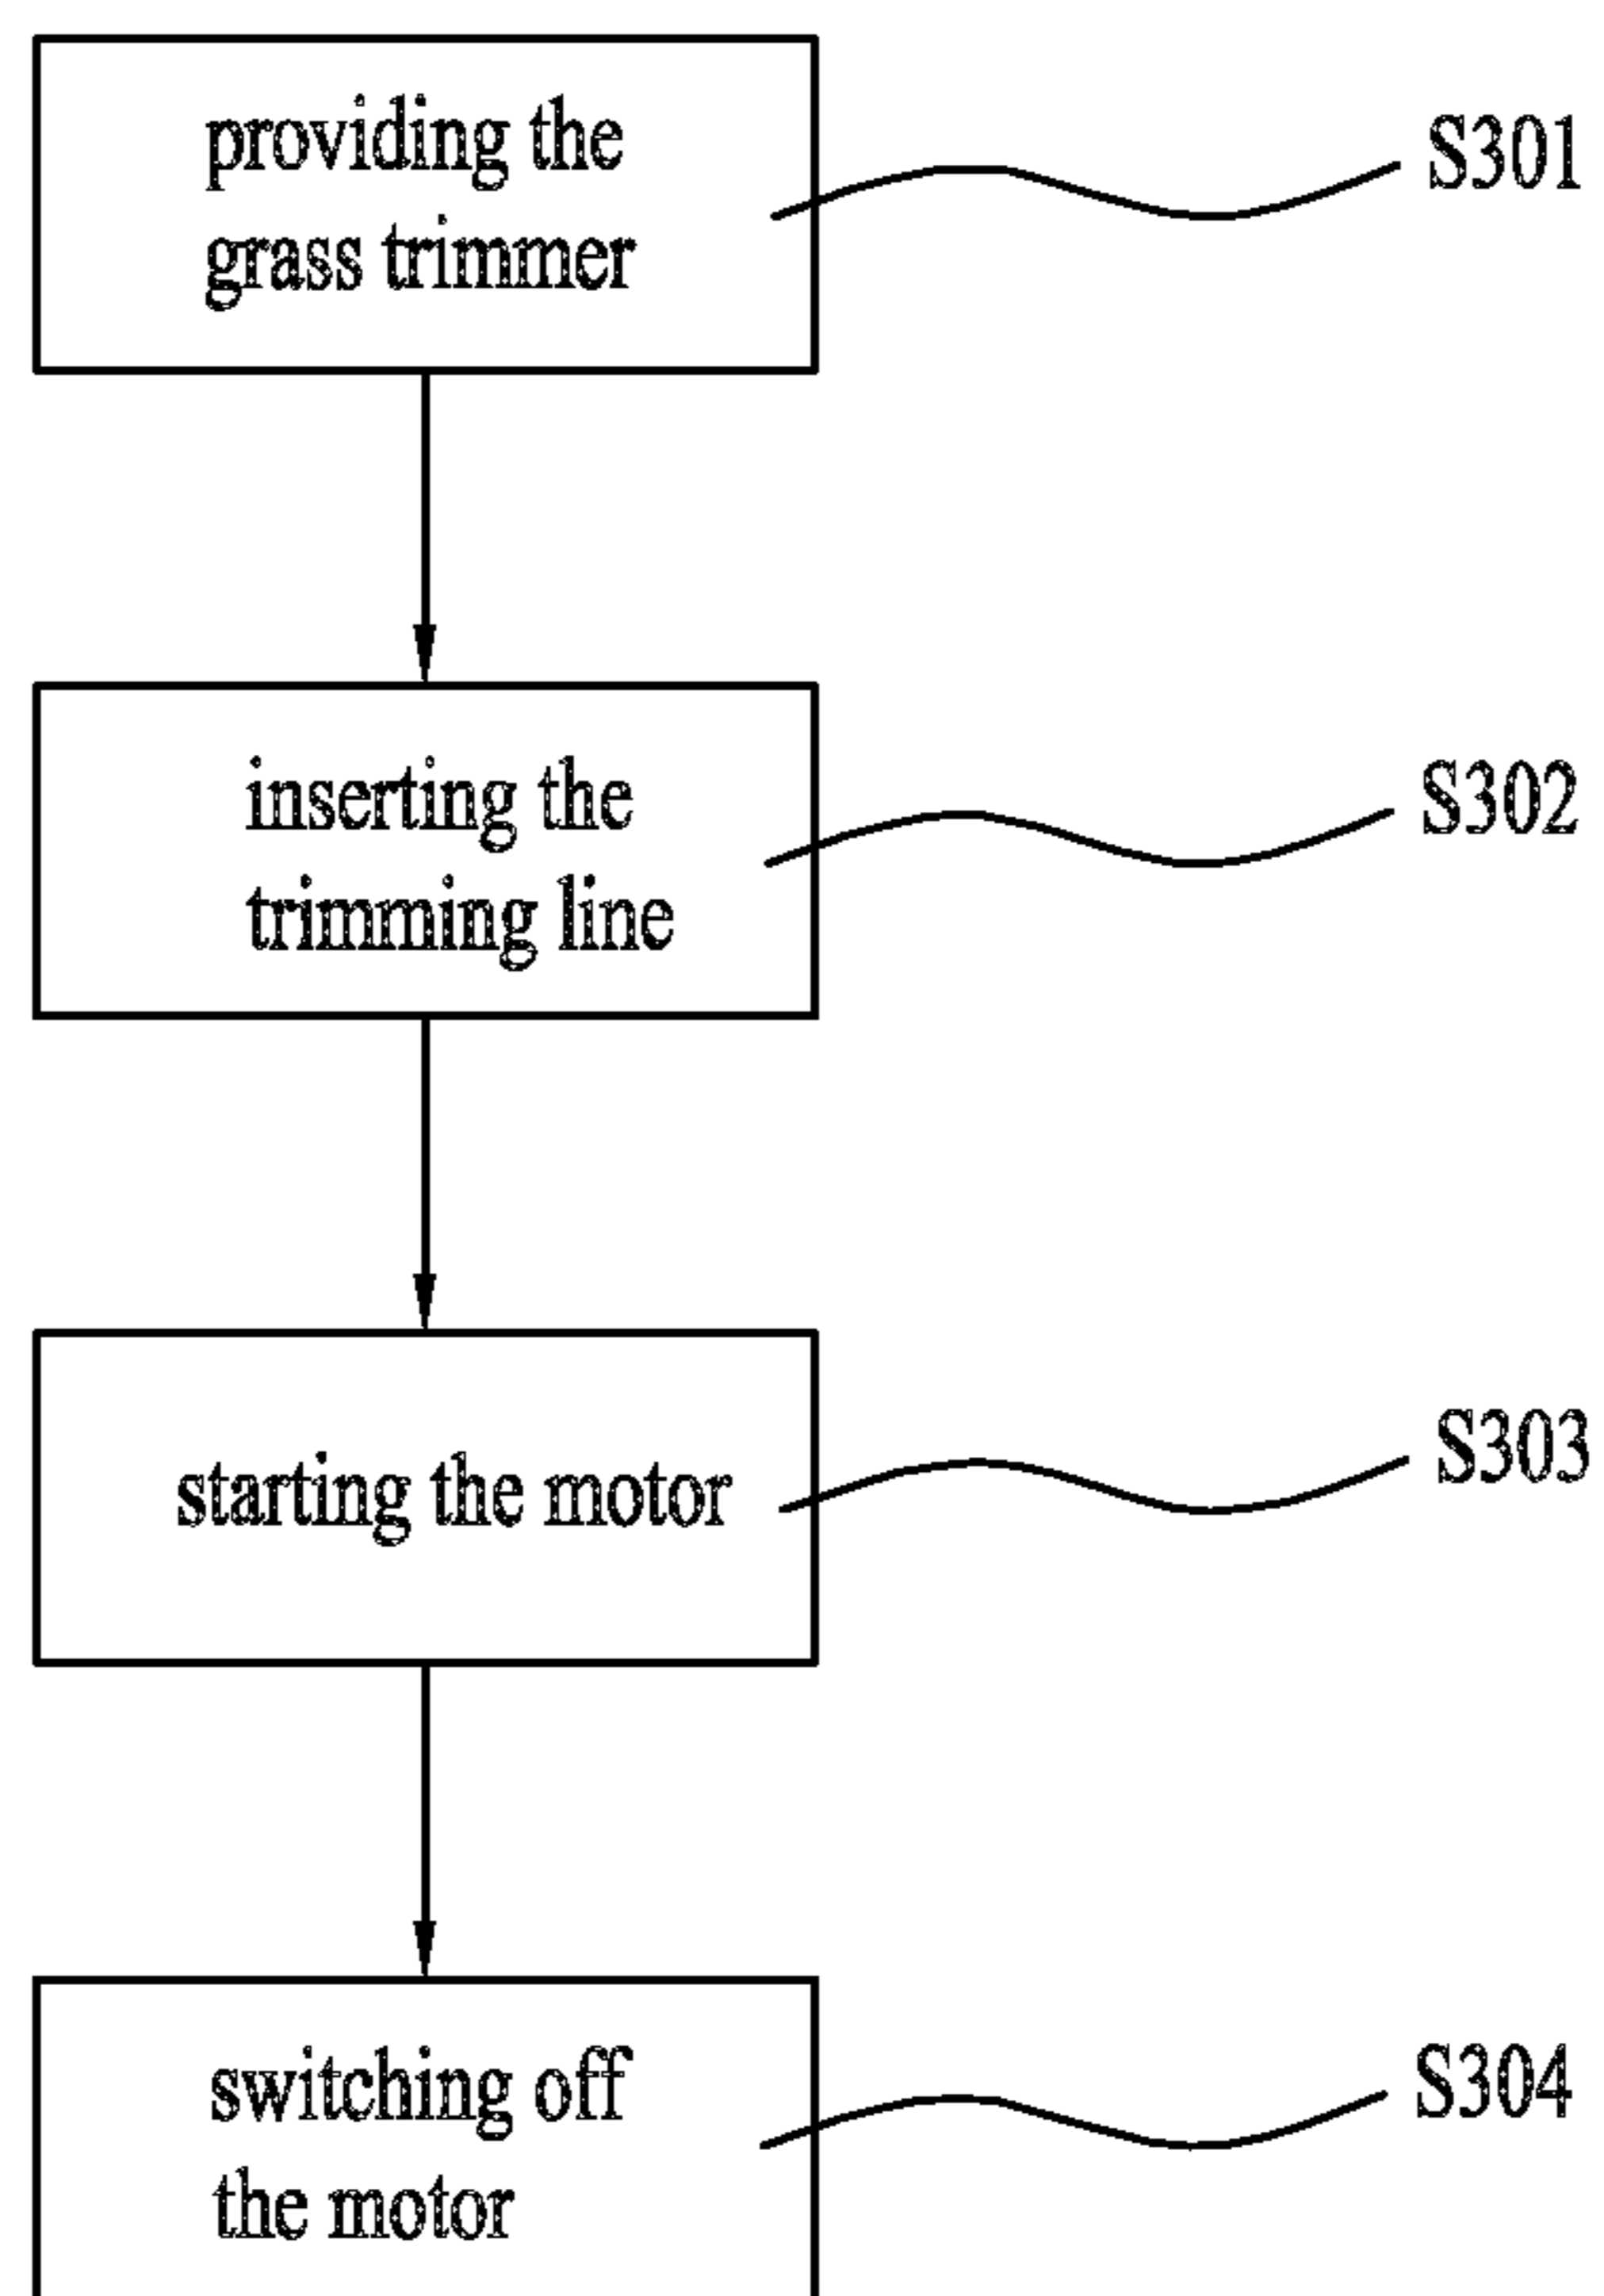 providing the
grass trimmer
S301
inserting the
trimming line
S302
starting the motor
S303
switching off
the motor
S304